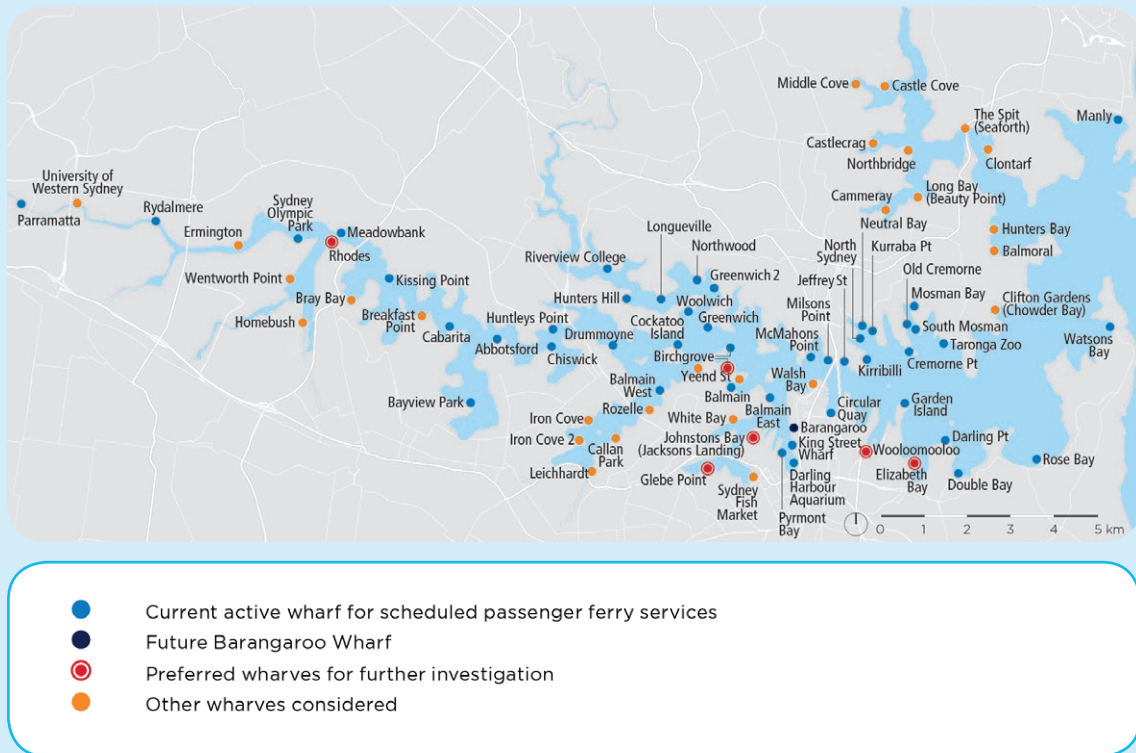 Middle Cove
Castle Cove
The Spit
(Seaforth)
Manly
Castlecrag
Northbridge
Clontarf
University of
Western Sydney
Parramatta
Rydalmere
Ermington
Sydney
Olympic
Park
Meadowbank
Rhodes
Cammeray
Long Bay
(Beauty Point)
Neutral Bay
Hunters Bay
Balmoral
Longueville
Northwood
North
Sydney
Kurraba Pt
Riverview College
Greenwich 2
Jeffrey St
Old Cremorne
Mosman Bay
Wentworth Point
Kissing Point
Hunters Hill
Woolwich
Milsons
Point
Clifton Gardens
(Chowder Bay)
Bray Bay
Homebush
Breakfast
Point
Cabarita
Huntleys Point
Abbotsford
Chiswick
Drummoyne
Cockatoo
Island
Greenwich
McMahons
Point
South Mosman
Taronga Zoo
Watsons
Bay
Birchgrove
Yeend St
Balmain
Walsh
Bay
Kirribilli
Cremorne Pt
Balmain
West
Bayview Park
Rozelle
Iron Cove
Iron Cove 2
Callan
Park
Leichhardt
White Bay
Balmain
East
Circular
Quay
Garden
Island
Johnstons Bay
(Jacksons Landing)
Barangaroo
King Street
Wharf
Wooloomooloo
Darling Pt
Glebe Point
Sydney
Fish
Market
Darling
Harbour
Aquarium
Pyrmont
Bay
Elizabeth
Bay
Double Bay
Rose Bay
0 1 2 3 4 5 km
Current active wharf for scheduled passenger ferry services
Future Barangaroo Wharf
Preferred wharves for further investigation
Other wharves considered